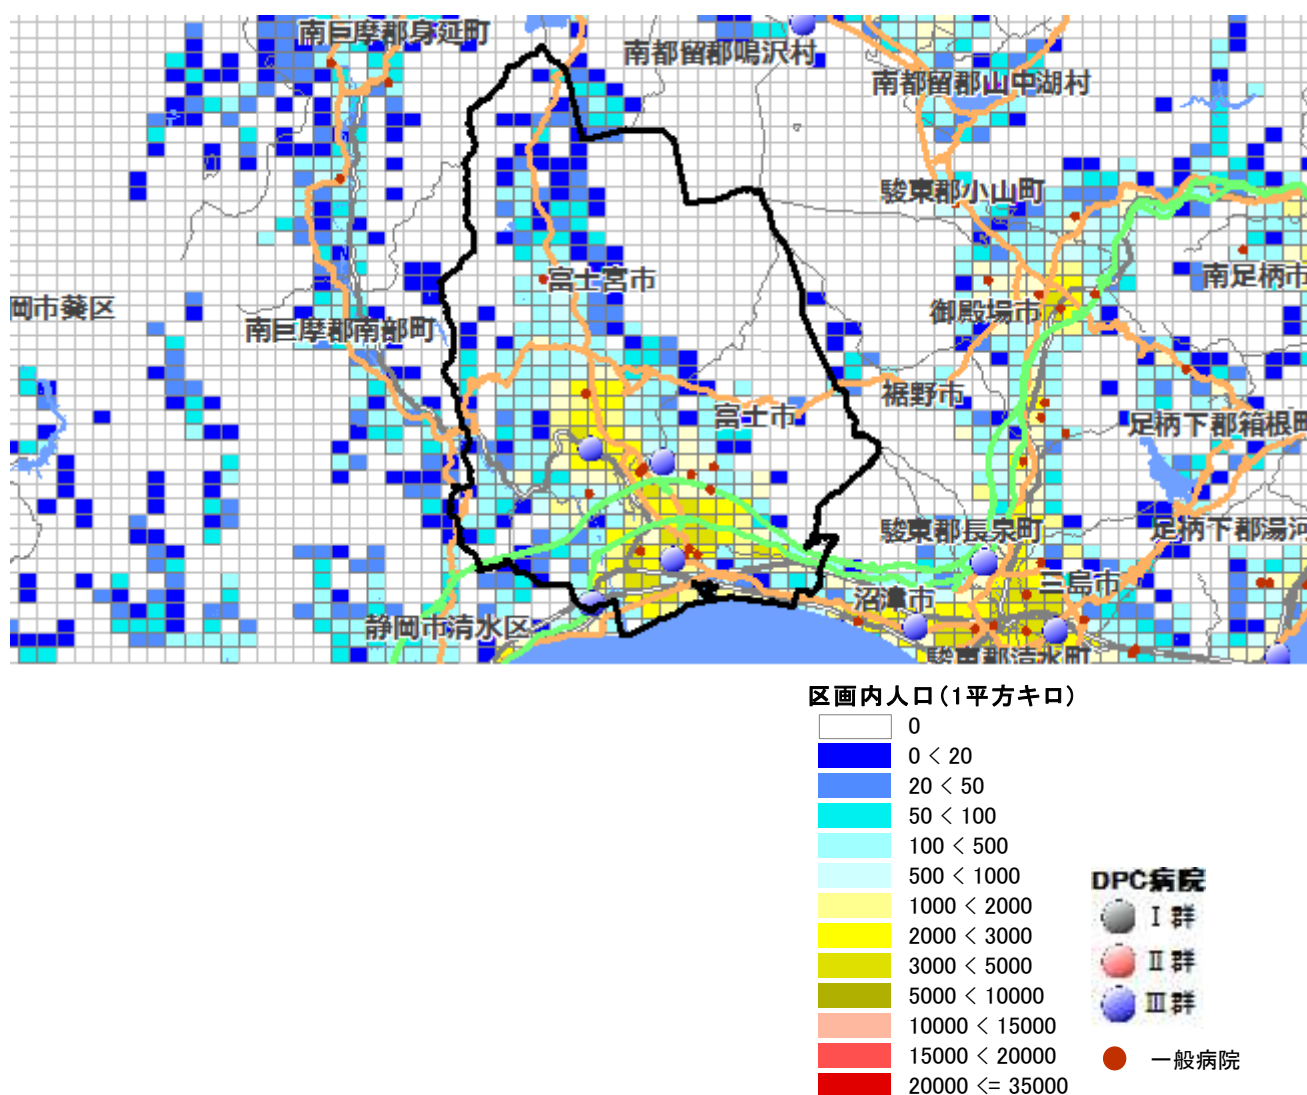 南巨摩郡身延町
南都留郡鳴沢村
南都留郡山中湖村
駿東郡小山町
富士宮市
南足柄市
岡市葵区
御殿場市
南巨摩郡南部町
裾野市
富士市
足柄下郡箱根町
駿東郡長泉町
足柄下郡湯河
三島市
沼津市
静岡市清水区
駿東郡清水町
区画内人口(1平方キロ)
0
0 < 20
20 < 50
50 < 100
100 < 500
500 < 1000
1000 < 2000
2000 < 3000
3000 < 5000
5000 < 10000
10000 < 15000
15000 < 20000
20000 <= 35000
DPC病院
Ⅰ群
Ⅱ群
Ⅲ群
一般病院